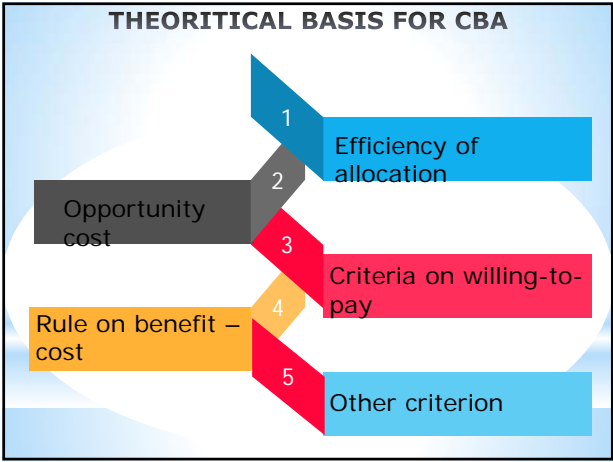 THEORITICAL BASIS FOR CBA
1
Efficiency of
allocation
2
Opportunity
cost
3
Criteria on willing-to-
pay
4
Rule on benefit –
cost
5
Other criterion